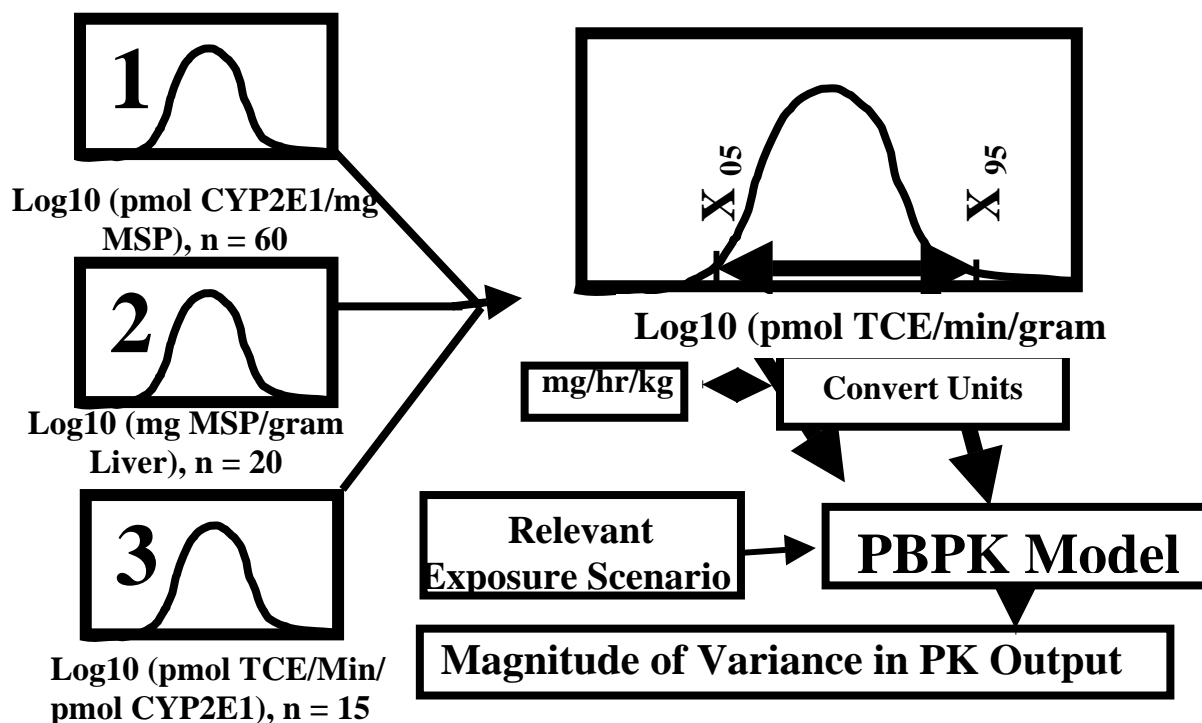 1
Log10 (pmol CYP2E1/mg
MSP), n = 60
2
Log10 (mg MSP/gram
Liver), n = 20
3
Log10 (pmol TCE/Min/
pmol CYP2E1), n = 15
X 05
X 95
Log10 (pmol TCE/min/gram
mg/hr/kg
Convert Units
Relevant
Exposure Scenario
PBPK Model
Magnitude of Variance in PK Output